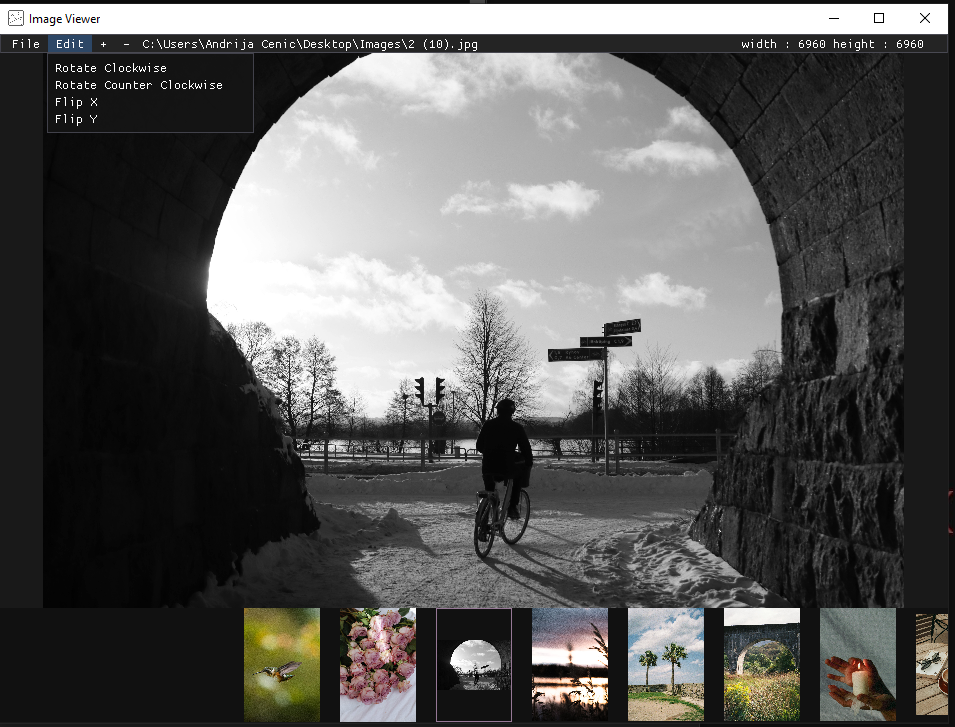 Image Viewer
File Edit + - C:\Users\Andrija Cenic\Desktop\Images\2 (10).jpg width : 6960 height : 6960
Rotate Clockwise
Rotate Counter Clockwise
Flip X
Flip Y